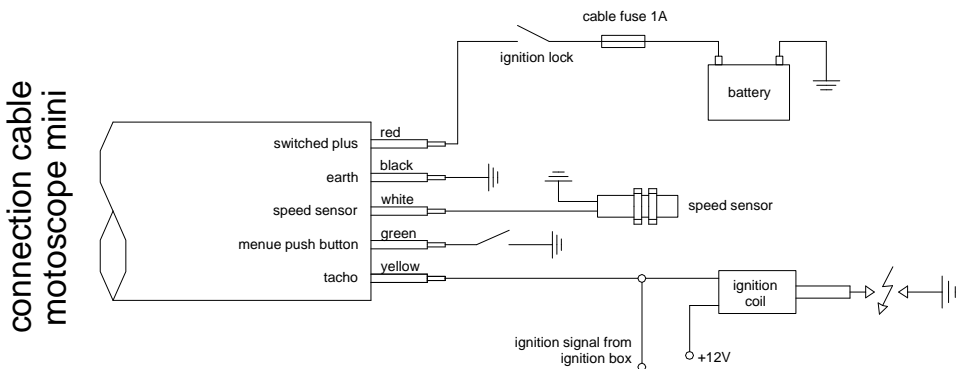 connection cable
motoscope mini
cable fuse 1A
ignition lock
battery
switched plus
red
earth
black
speed sensor
white
speed sensor
menue push button
green
tacho
yellow
ignition
coil
ignition signal from
ignition box
+12V